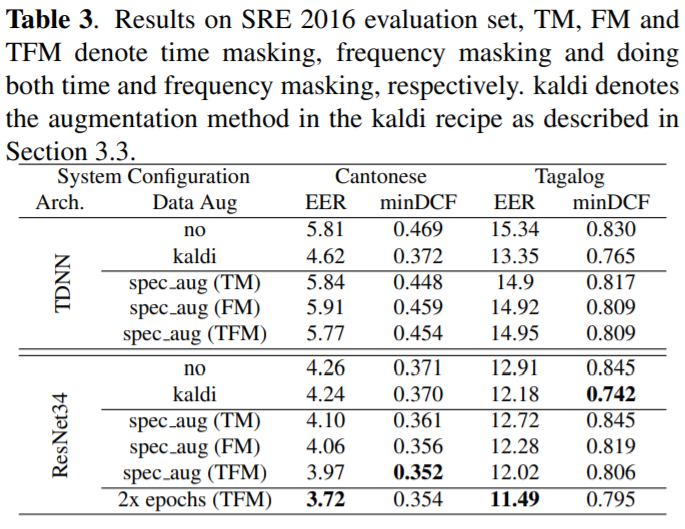 Table 3. Results on SRE 2016 evaluation set, TM, FM and
TFM denote time masking, frequency masking and doing
both time and frequency masking, respectively. kaldi denotes
the augmentation method in the kaldi recipe as described in
Section 3.3.
System Configuration Cantonese Tagalog
Arch. Data Aug EER minDCF EER minDCF
TDNN
no 5.81 0.469 15.34 0.830
kaldi 4.62 0.372 13.35 0.765
spec_aug (TM) 5.84 0.448 14.9 0.817
spec_aug (FM) 5.91 0.459 14.92 0.809
spec_aug (TFM) 5.77 0.454 14.95 0.809
ResNet34
no 4.26 0.371 12.91 0.845
kaldi 4.24 0.370 12.18 0.742
spec_aug (TM) 4.10 0.361 12.72 0.845
spec_aug (FM) 4.06 0.356 12.28 0.819
spec_aug (TFM) 3.97 0.352 12.02 0.806
2x epochs (TFM) 3.72 0.354 11.49 0.795